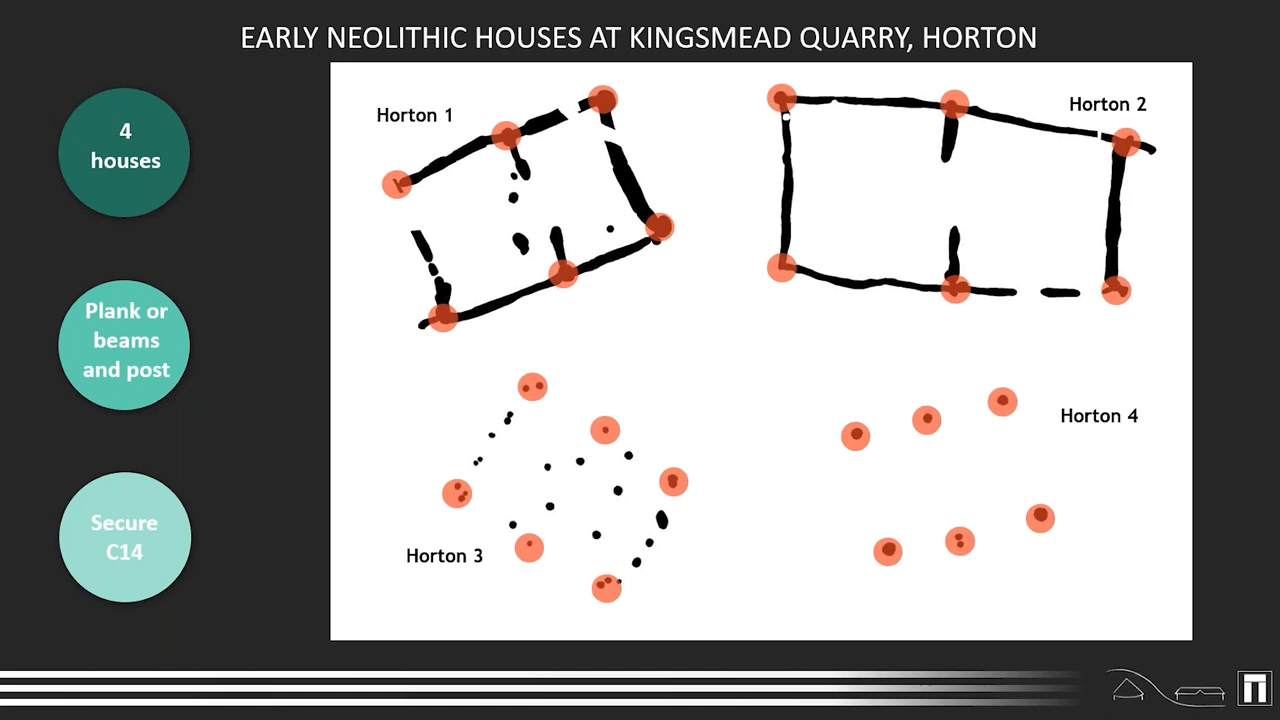 EARLY NEOLITHIC HOUSES AT KINGSMEAD QUARRY, HORTON
4
houses
Plank or
beams
and post
Secure
C14
Horton 1
Horton 2
Horton 3
Horton 4